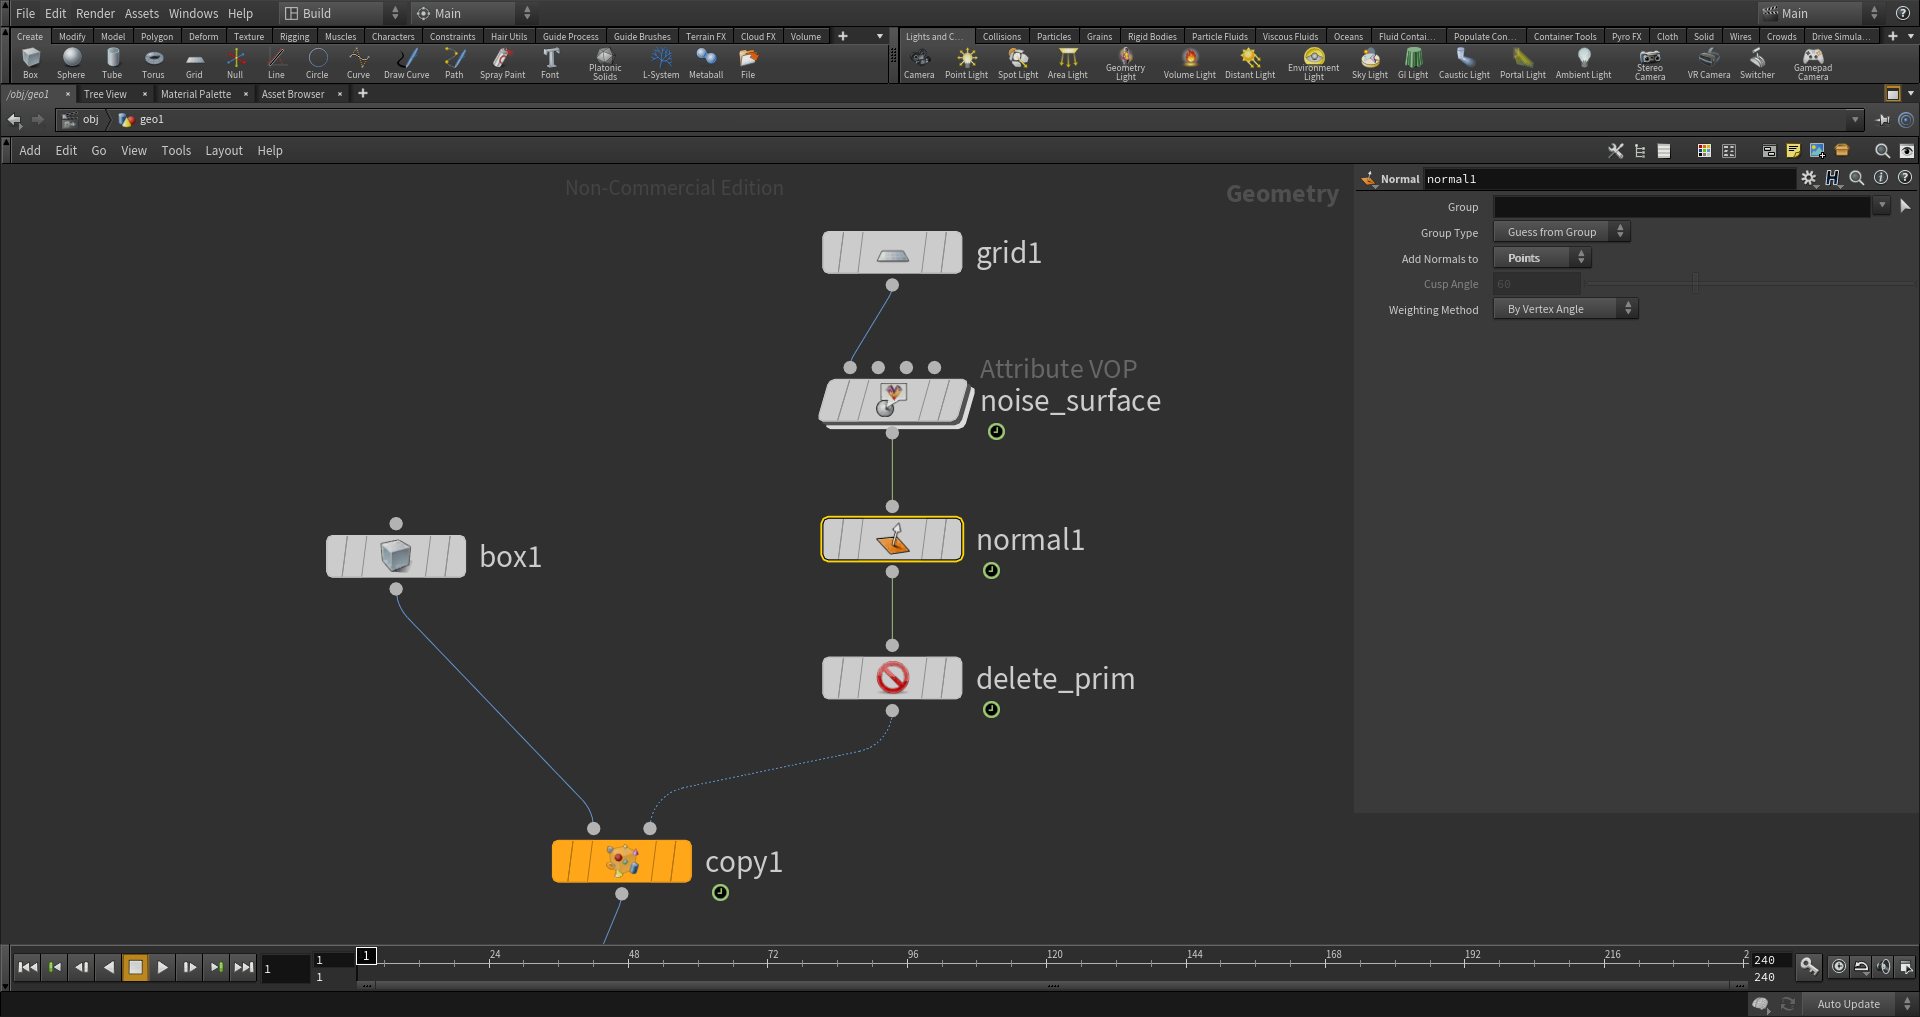 File Edit Render Assets Windows Help Build Main Main
Create Modify Model Polygon Deform Texture Rigging Muscles Characters Constraints Hair Utils Guide Process Guide Brushes Terrain FX Cloud FX Volume
Lights and C... Collisions Particles Grains Rigid Bodies Particle Fluids Viscous Fluids Oceans Fluid Contai... Populate Con... Container Tools Pyro FX Cloth Solid Wires Crowds Drive Simula...
Box Sphere Tube Torus Grid Null Line Circle Curve Draw Curve Path Spray Paint Font Platonic Solids L-System Metaball File
Camera Point Light Spot Light Area Light Geometry Light Volume Light Distant Light Environment Light Sky Light GI Light Caustic Light Portal Light Ambient Light Stereo Camera VR Camera Switcher Gamepad Camera
/obj/geo1 Tree View Material Palette Asset Browser
obj geo1
Add Edit Go View Tools Layout Help
Non-Commercial Edition
Geometry
Normal normal1
Group
Group Type Guess from Group
Add Normals to Points
Cusp Angle 60
Weighting Method By Vertex Angle
grid1
Attribute VOP
noise_surface
normal1
box1
delete_prim
copy1
1 1 1 24 48 72 96 120 144 168 192 216 2 240
1 240
Auto Update